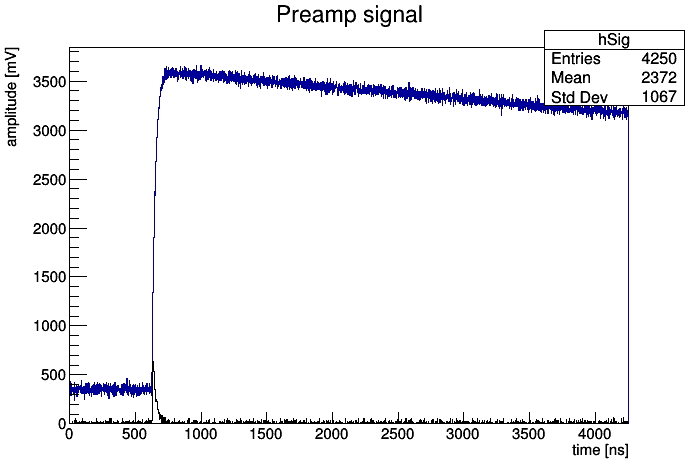 Preamp signal
hSig
Entries 4250
Mean 2372
Std Dev 1067
amplitude [mV]
3500
3000
2500
2000
1500
1000
500
0
0 500 1000 1500 2000 2500 3000 3500 4000
time [ns]